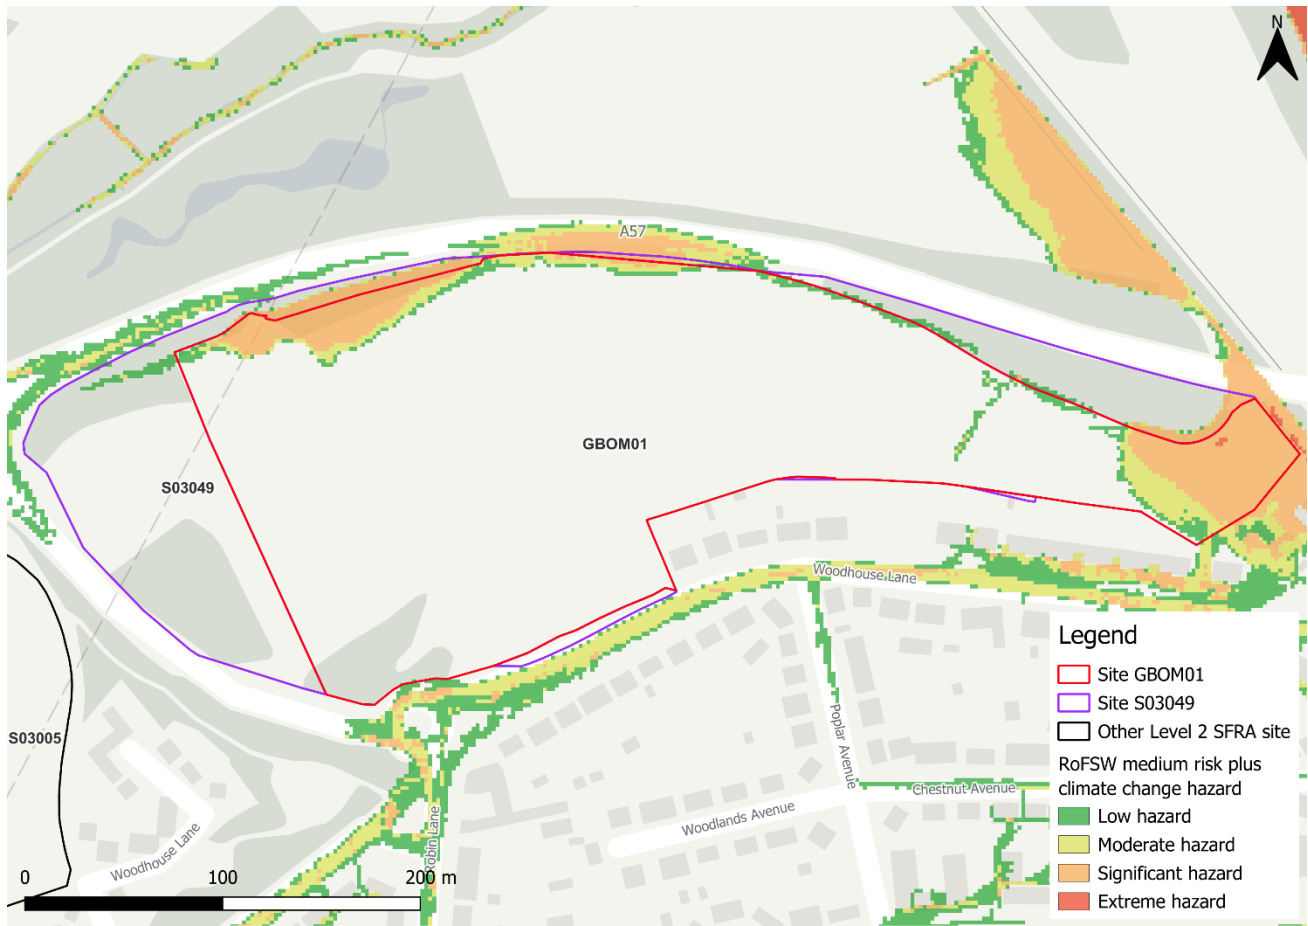 N
A57
GBOM01
S03049
Woodhouse Lane
Legend
Site GBOM01
Site S03049
Other Level 2 SFRA site
RoFSW medium risk plus
climate change hazard
Low hazard
Moderate hazard
Significant hazard
Extreme hazard
S03005
Poplar Avenue
Chestnut Avenue
Woodlands Avenue
Robin Lane
Woodhouse Lane
0 100 200 m